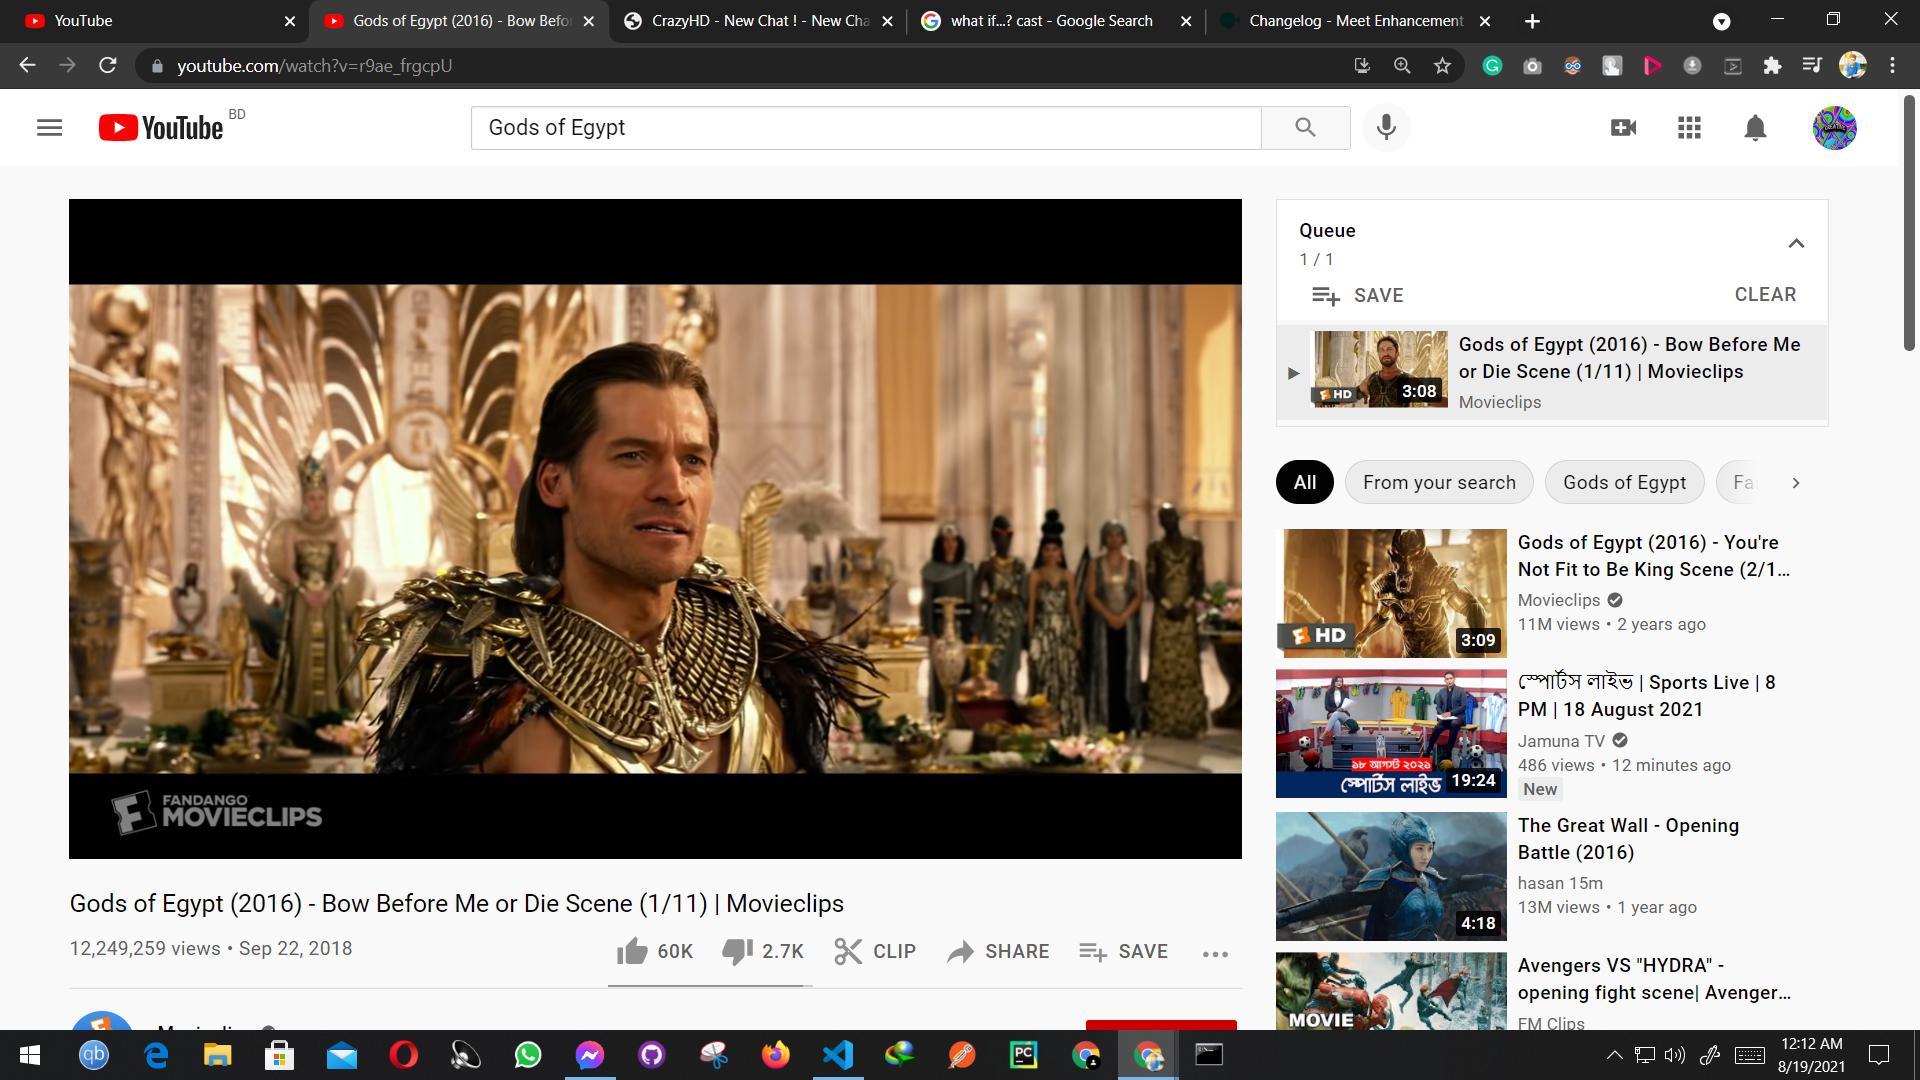 YouTube
Gods of Egypt (2016) - Bow Befo
CrazyHD - New Chat ! - New Cha
what if...? cast - Google Search
Changelog - Meet Enhancement
youtube.com/watch?v=r9ae_frgcpU
YouTube BD
Gods of Egypt
Queue
1 / 1
SAVE
CLEAR
Gods of Egypt (2016) - Bow Before Me
or Die Scene (1/11) | Movieclips
Movieclips
HD
3:08
All
From your search
Gods of Egypt
Fa
Gods of Egypt (2016) - You're
Not Fit to Be King Scene (2/1...
Movieclips
11M views • 2 years ago
HD
3:09
স্পোর্টস লাইভ | Sports Live | 8
PM | 18 August 2021
Jamuna TV
486 views • 12 minutes ago
New
১৮ আগস্ট ২০২১
স্পোর্টস লাইভ
19:24
The Great Wall - Opening
Battle (2016)
hasan 15m
13M views • 1 year ago
4:18
Avengers VS "HYDRA" -
opening fight scene| Avenger...
FM Clips
MOVIE
FANDANGO
MOVIECLIPS
Gods of Egypt (2016) - Bow Before Me or Die Scene (1/11) | Movieclips
12,249,259 views • Sep 22, 2018
60K
2.7K
CLIP
SHARE
SAVE
qb
PC
12:12 AM
8/19/2021